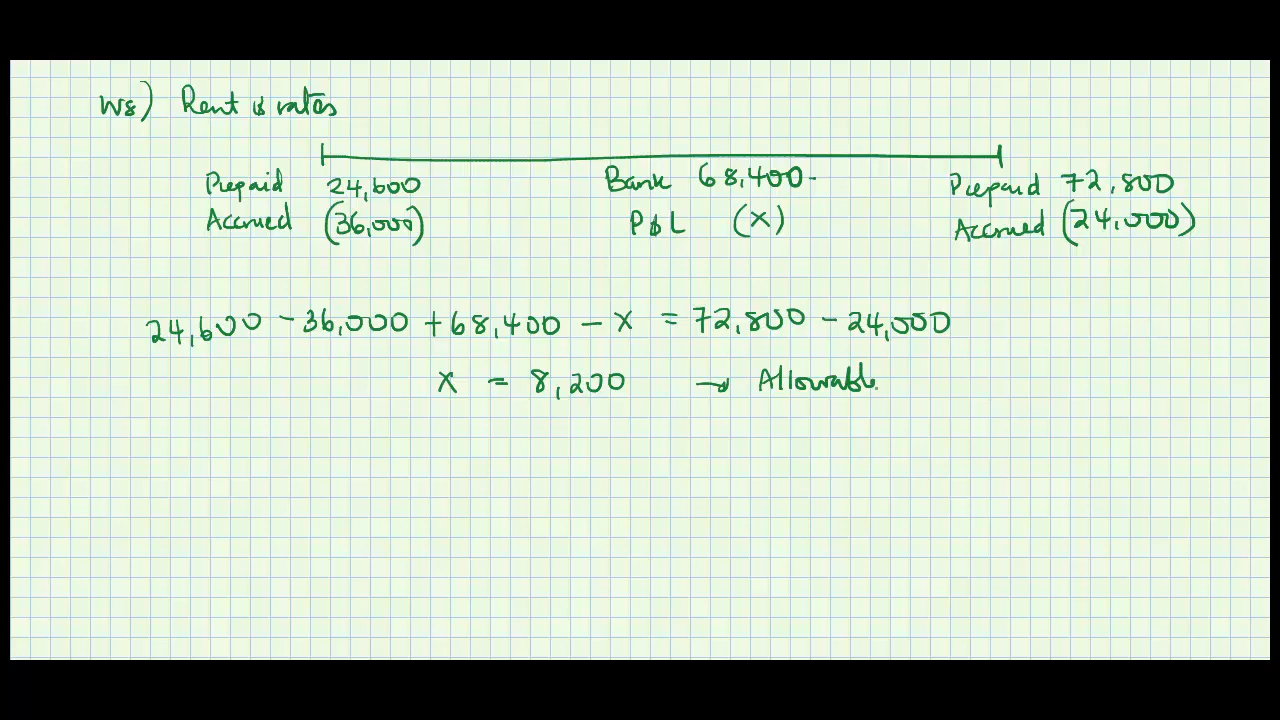 W8) Rent & rates
Prepaid 24,600 Bank 68,400 Prepaid 72,800
Accrued (36,000) P&L (x) Accrued (24,000)
24,600 - 36,000 + 68,400 - x = 72,800 - 24,000
x = 8,200 → Allowable.